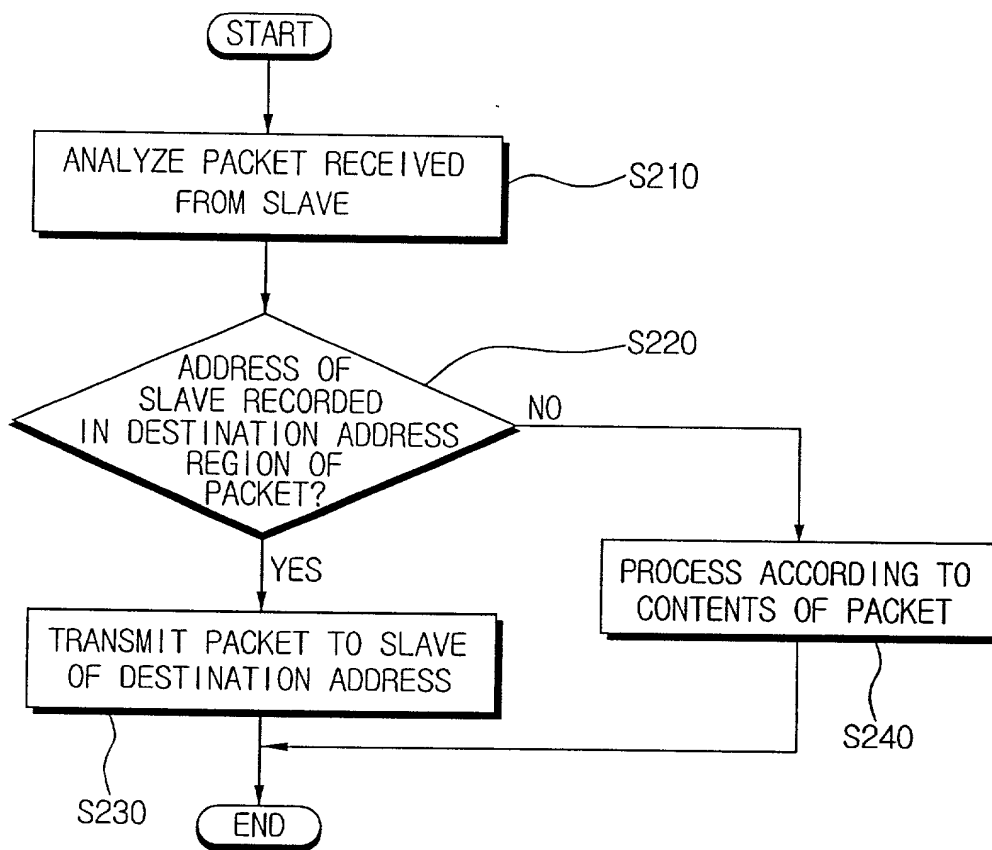 START
ANALYZE PACKET RECEIVED
FROM SLAVE
S210
ADDRESS OF
SLAVE RECORDED
IN DESTINATION ADDRESS
REGION OF
PACKET?
S220
NO
YES
PROCESS ACCORDING TO
CONTENTS OF PACKET
S240
TRANSMIT PACKET TO SLAVE
OF DESTINATION ADDRESS
S230
END